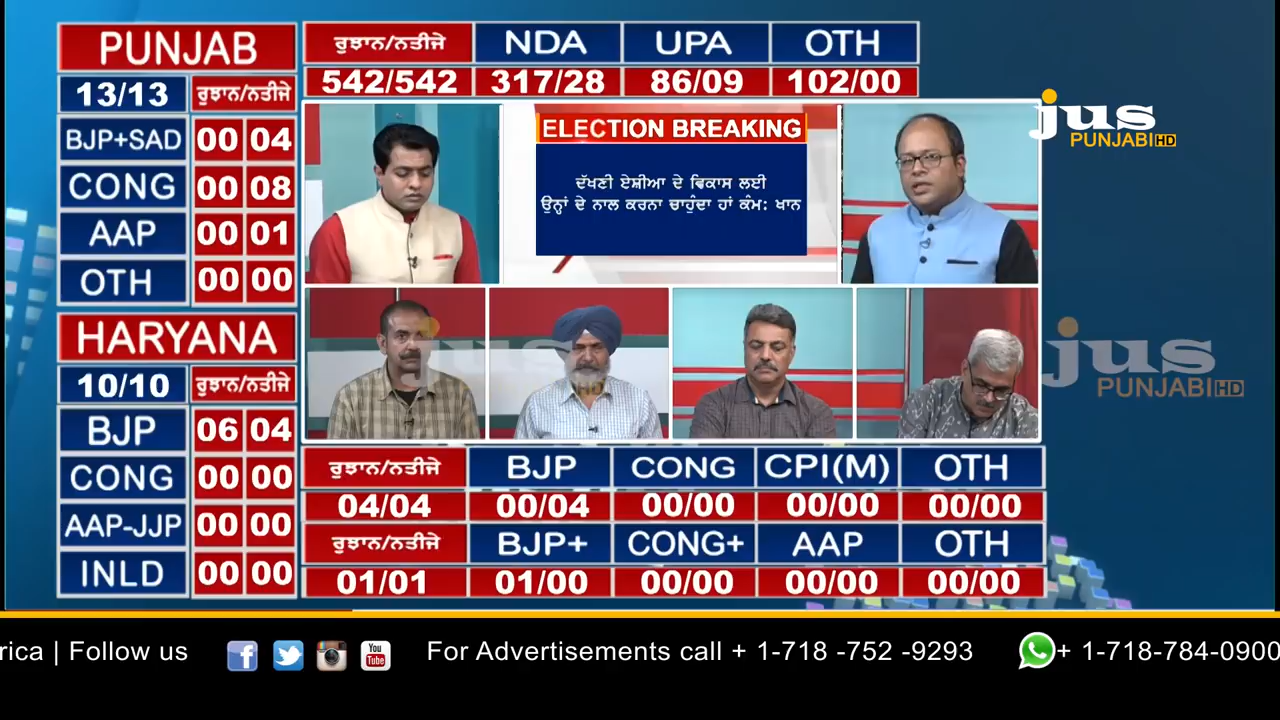 PUNJAB
13/13 ਰੁਝਾਨ/ਨਤੀਜੇ
BJP+SAD 00 04
CONG 00 08
AAP 00 01
OTH 00 00
HARYANA
10/10 ਰੁਝਾਨ/ਨਤੀਜੇ
BJP 06 04
CONG 00 00
AAP-JJP 00 00
INLD 00 00
ਰੁਝਾਨ/ਨਤੀਜੇ NDA UPA OTH
542/542 317/28 86/09 102/00
ELECTION BREAKING
ਦੱਖਣੀ ਏਸ਼ੀਆ ਦੇ ਵਿਕਾਸ ਲਈ
ਉਨ੍ਹਾਂ ਦੇ ਨਾਲ ਕਰਨਾ ਚਾਹੁੰਦਾ ਹਾਂ ਕੰਮ: ਖਾਨ
jus
PUNJABI HD
jus
HD
jus
PUNJABI HD
ਰੁਝਾਨ/ਨਤੀਜੇ BJP CONG CPI(M) OTH
04/04 00/04 00/00 00/00 00/00
ਰੁਝਾਨ/ਨਤੀਜੇ BJP+ CONG+ AAP OTH
01/01 01/00 00/00 00/00 00/00
rica | Follow us You Tube For Advertisements call + 1-718 -752 -9293 + 1-718-784-0900